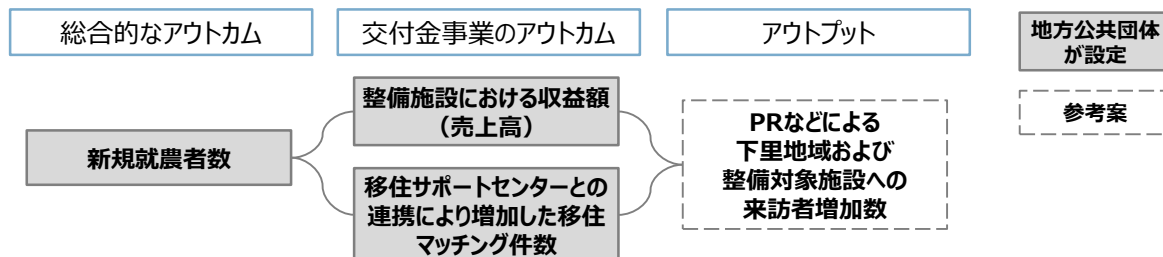 総合的なアウトカム
交付金事業のアウトカム
アウトプット
地方公共団体
が設定
参考案
新規就農者数
整備施設における収益額
（売上高）
移住サポートセンターとの
連携により増加した移住
マッチング件数
PRなどによる
下里地域および
整備対象施設への
来訪者増加数